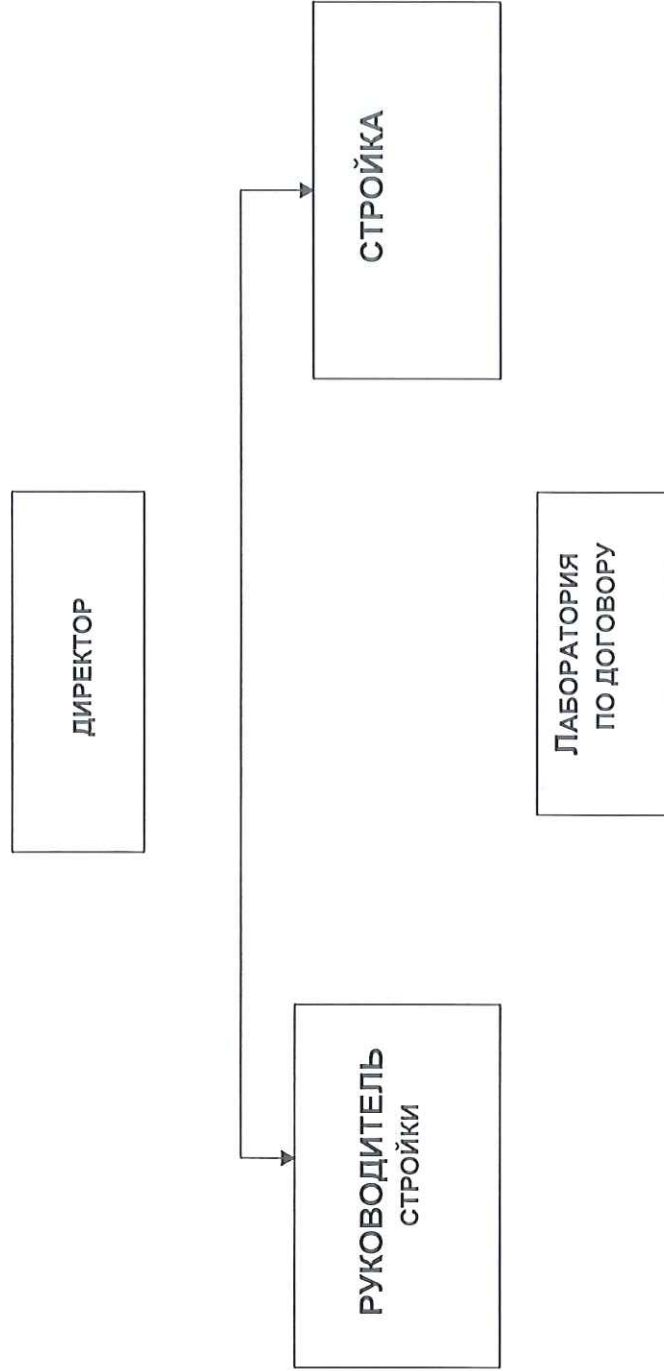 ДИРЕКТОР
РУКОВОДИТЕЛЬ
СТРОЙКИ
СТРОЙКА
ЛАБОРАТОРИЯ
ПО ДОГОВОРУ